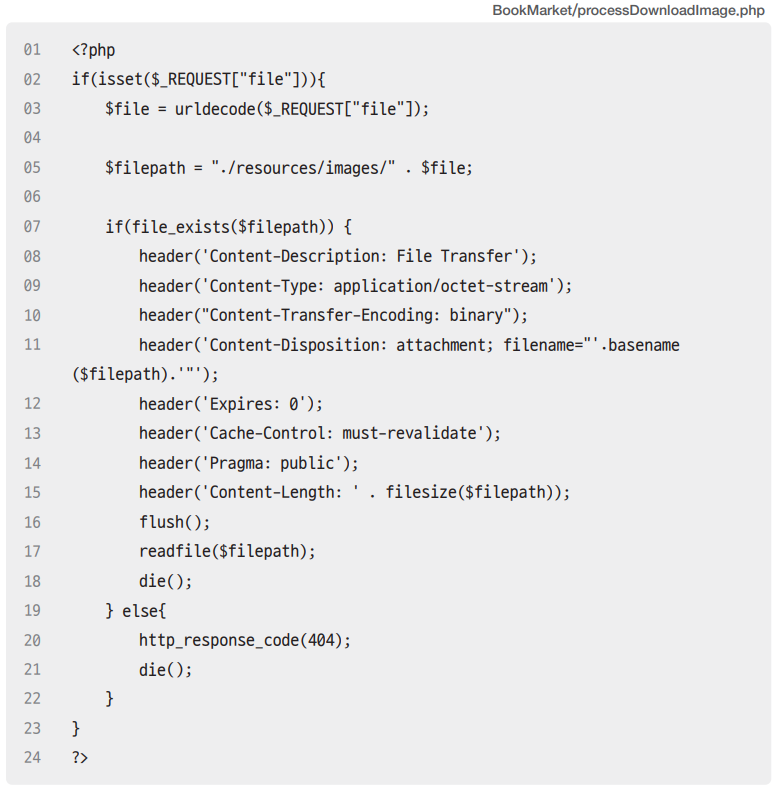 BookMarket/processDownloadImage.php
01 <?php
02 if(isset($_REQUEST["file"])){
03     $file = urldecode($_REQUEST["file"]);
04
05     $filepath = "./resources/images/" . $file;
06
07     if(file_exists($filepath)) {
08         header('Content-Description: File Transfer');
09         header('Content-Type: application/octet-stream');
10         header("Content-Transfer-Encoding: binary");
11         header('Content-Disposition: attachment; filename="'.basename
($filepath).'"');
12         header('Expires: 0');
13         header('Cache-Control: must-revalidate');
14         header('Pragma: public');
15         header('Content-Length: ' . filesize($filepath));
16         flush();
17         readfile($filepath);
18         die();
19     } else{
20         http_response_code(404);
21         die();
22     }
23 }
24 ?>